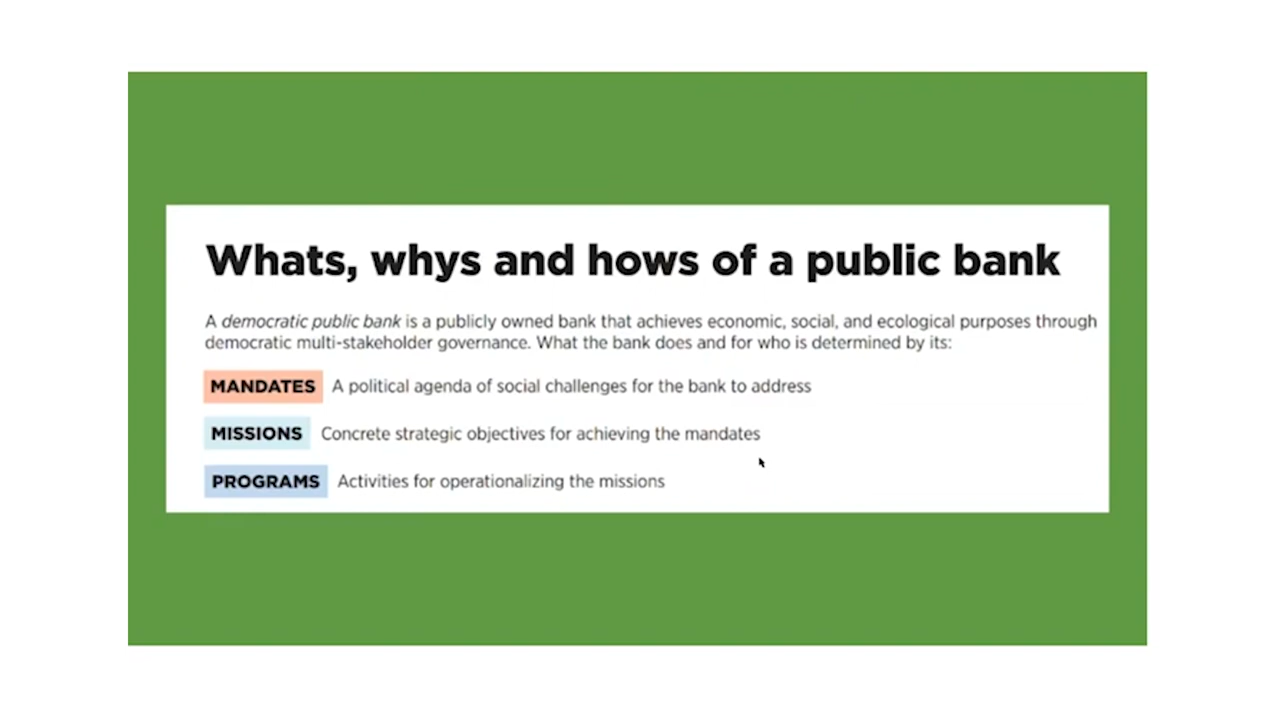 Whats, whys and hows of a public bank
A democratic public bank is a publicly owned bank that achieves economic, social, and ecological purposes through
democratic multi-stakeholder governance. What the bank does and for who is determined by its:
MANDATES A political agenda of social challenges for the bank to address
MISSIONS Concrete strategic objectives for achieving the mandates
PROGRAMS Activities for operationalizing the missions